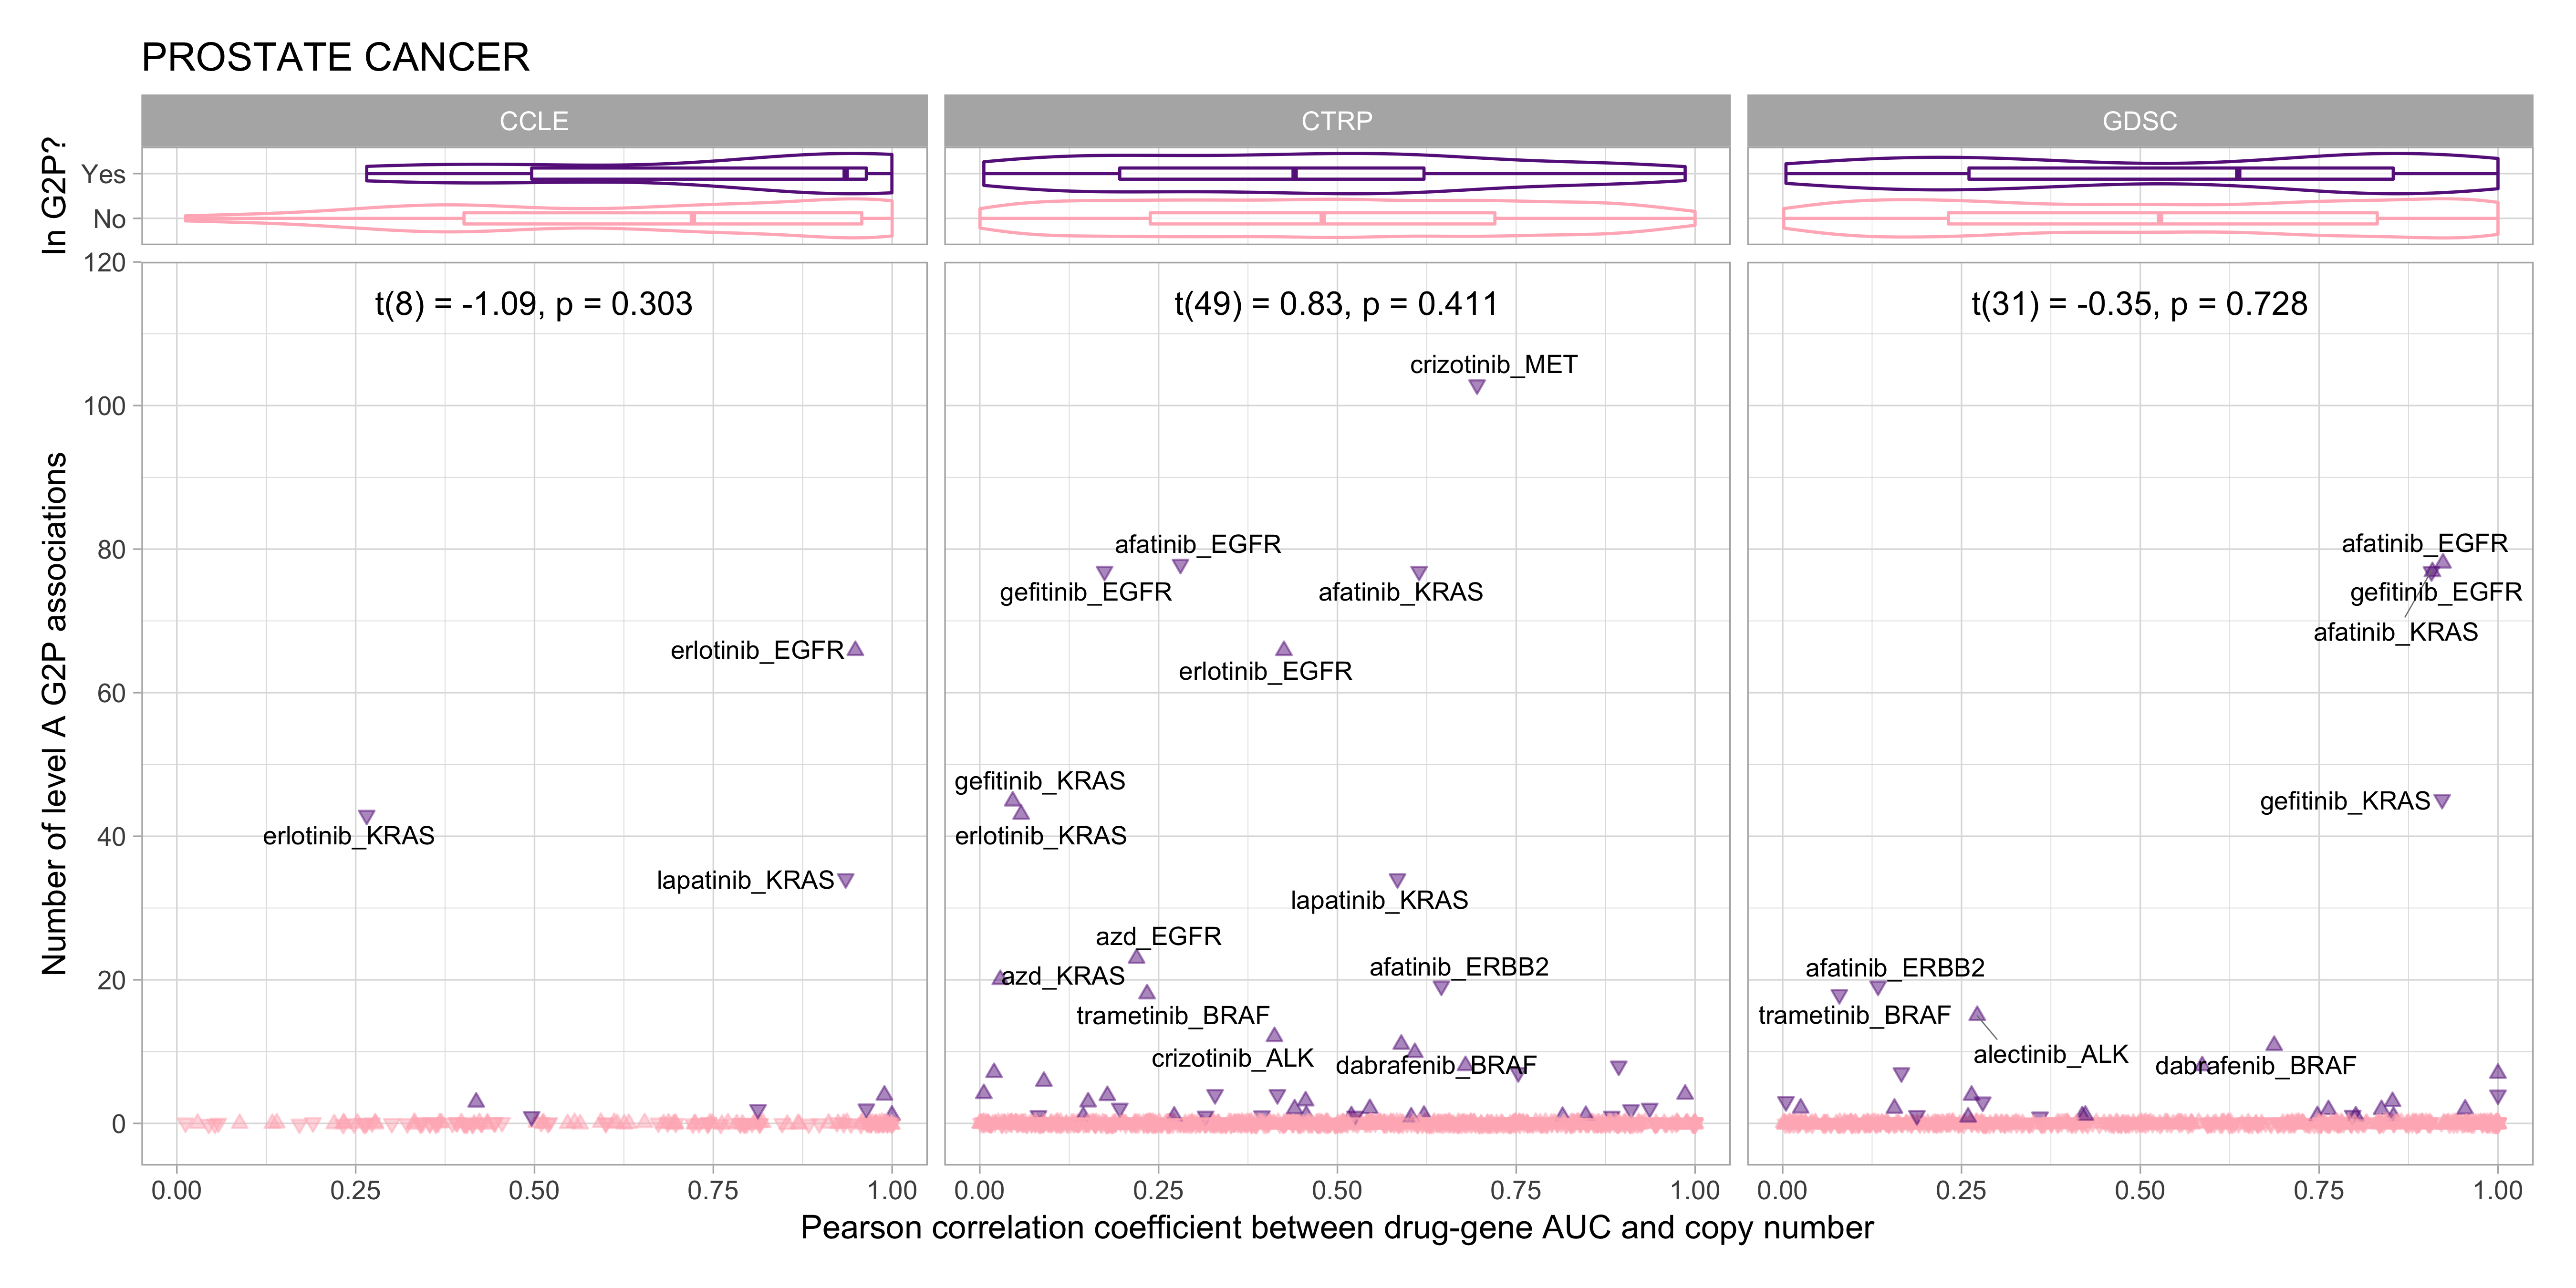 PROSTATE CANCER
CCLE
CTRP
GDSC
In G2P?
Yes
No
Number of level A G2P associations
120
100
80
60
40
20
0
t(8) = -1.09, p = 0.303
erlotinib_EGFR
erlotinib_KRAS
lapatinib_KRAS
t(49) = 0.83, p = 0.411
crizotinib_MET
afatinib_EGFR
gefitinib_EGFR
afatinib_KRAS
erlotinib_EGFR
gefitinib_KRAS
erlotinib_KRAS
lapatinib_KRAS
azd_EGFR
azd_KRAS
afatinib_ERBB2
trametinib_BRAF
crizotinib_ALK
dabrafenib_BRAF
t(31) = -0.35, p = 0.728
afatinib_EGFR
gefitinib_EGFR
afatinib_KRAS
gefitinib_KRAS
afatinib_ERBB2
trametinib_BRAF
alectinib_ALK
dabrafenib_BRAF
0.00 0.25 0.50 0.75 1.00
0.00 0.25 0.50 0.75 1.00
0.00 0.25 0.50 0.75 1.00
Pearson correlation coefficient between drug-gene AUC and copy number